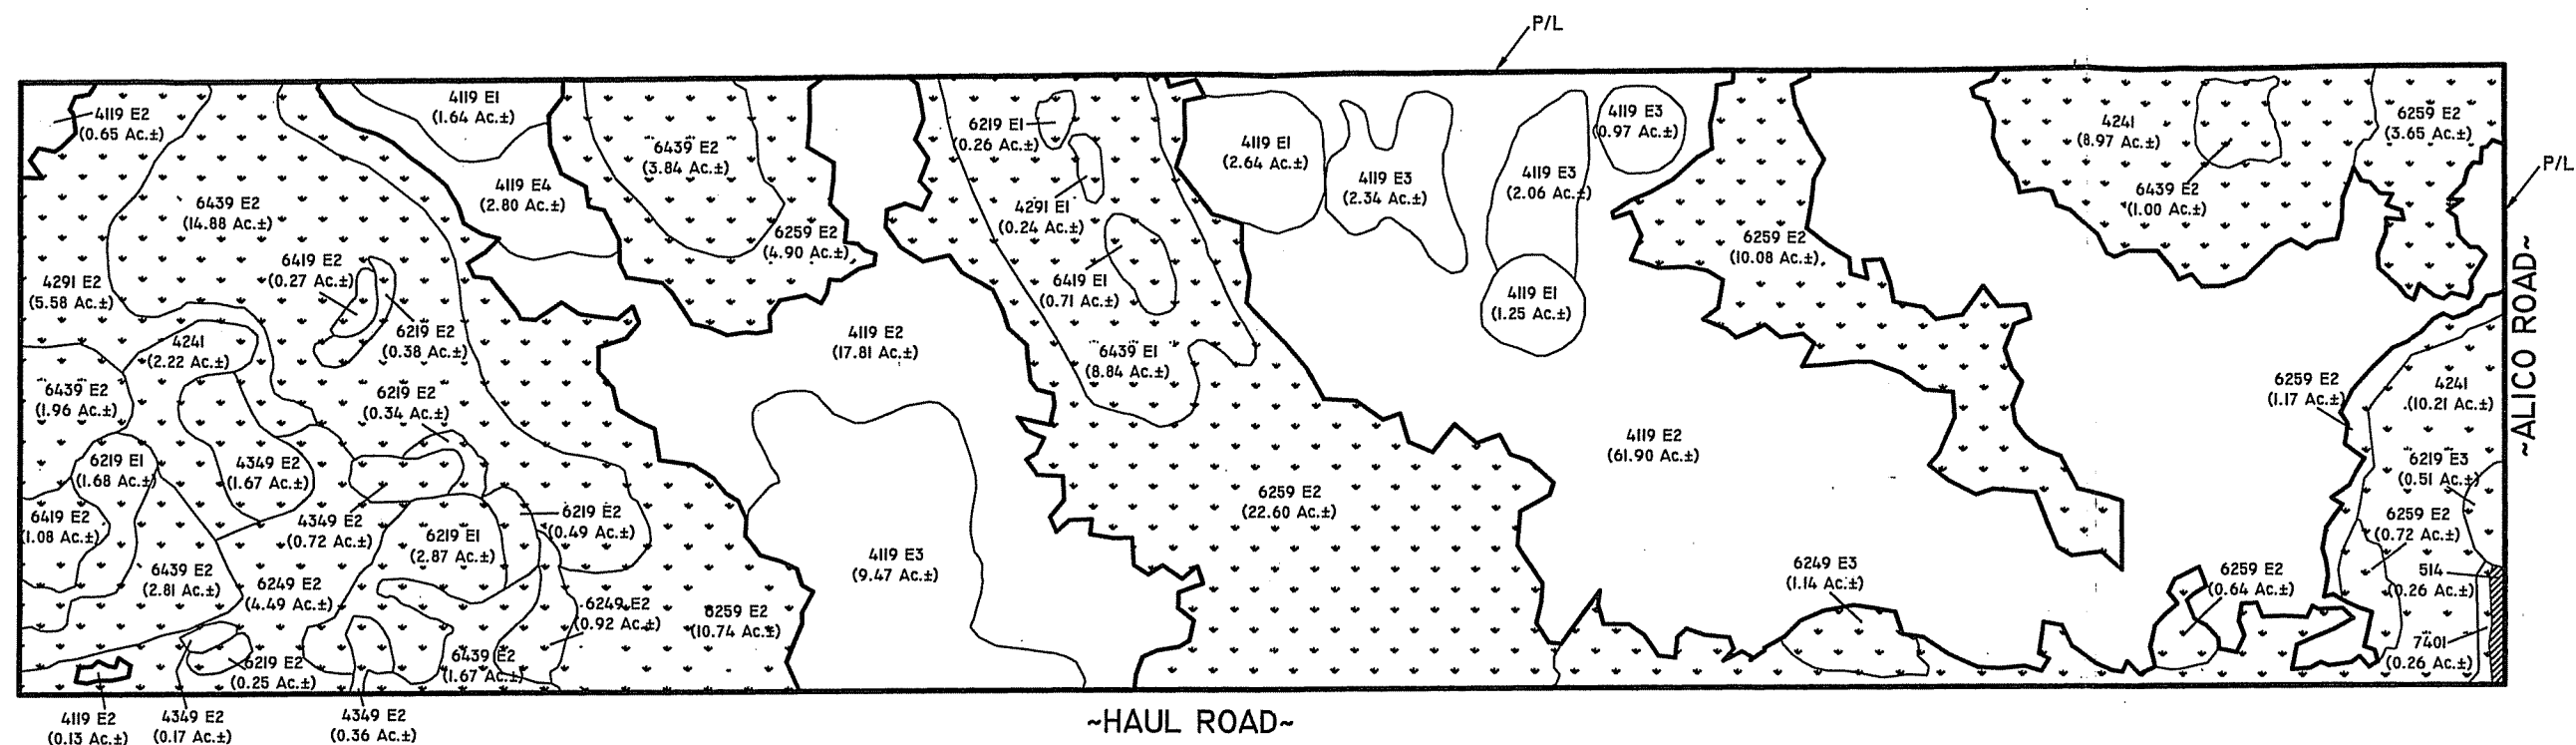 P/L
P/L
4119 E2
(0.65 Ac.±)
4119 E1
(1.64 Ac.±)
6439 E2
(3.84 Ac.±)
6219 E1
(0.26 Ac.±)
4119 E1
(2.64 Ac.±)
4119 E3
(2.34 Ac.±)
4119 E3
(2.06 Ac.±)
4119 E3
(0.97 Ac.±)
4241
(8.97 Ac.±)
6259 E2
(3.65 Ac.±)
6439 E2
(14.88 Ac.±)
4119 E4
(2.80 Ac.±)
6259 E2
(4.90 Ac.±)
4291 E1
(0.24 Ac.±)
6439 E2
(1.00 Ac.±)
6259 E2
(10.08 Ac.±)
6419 E2
(0.27 Ac.±)
4291 E2
(5.58 Ac.±)
6419 E1
(0.71 Ac.±)
4119 E1
(1.25 Ac.±)
6219 E2
(0.38 Ac.±)
4241
(2.22 Ac.±)
4119 E2
(17.81 Ac.±)
6439 E1
(8.84 Ac.±)
~ALICO ROAD~
6439 E2
(1.96 Ac.±)
6219 E2
(0.34 Ac.±)
6259 E2
(1.17 Ac.±)
4241
(10.21 Ac.±)
4119 E2
(61.90 Ac.±)
6219 E1
(1.68 Ac.±)
4349 E2
(1.67 Ac.±)
6219 E3
(0.51 Ac.±)
6259 E2
(22.60 Ac.±)
6419 E2
(1.08 Ac.±)
4349 E2
(0.72 Ac.±)
6219 E1
(2.87 Ac.±)
6219 E2
(0.49 Ac.±)
6259 E2
(0.72 Ac.±)
4119 E3
(9.47 Ac.±)
6249 E3
(1.14 Ac.±)
6259 E2
(0.64 Ac.±)
514
(0.26 Ac.±)
6439 E2
(2.81 Ac.±)
6249 E2
(4.49 Ac.±)
6249 E2
(0.92 Ac.±)
6259 E2
(10.74 Ac.±)
7401
(0.26 Ac.±)
6219 E2
(0.25 Ac.±)
6439 E2
(1.67 Ac.±)
4119 E2
(0.13 Ac.±)
4349 E2
(0.17 Ac.±)
4349 E2
(0.36 Ac.±)
~HAUL ROAD~